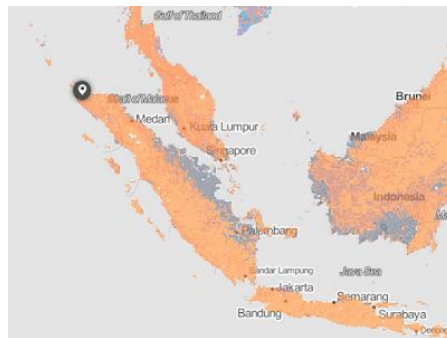 Gulf of Thailand
Strait of Malacca
Medan
Kuala Lumpur
Singapore
Brunei
Malaysia
Indonesia
Palembang
Bandar Lampung
Java Sea
Jakarta
Semarang
Bandung
Surabaya